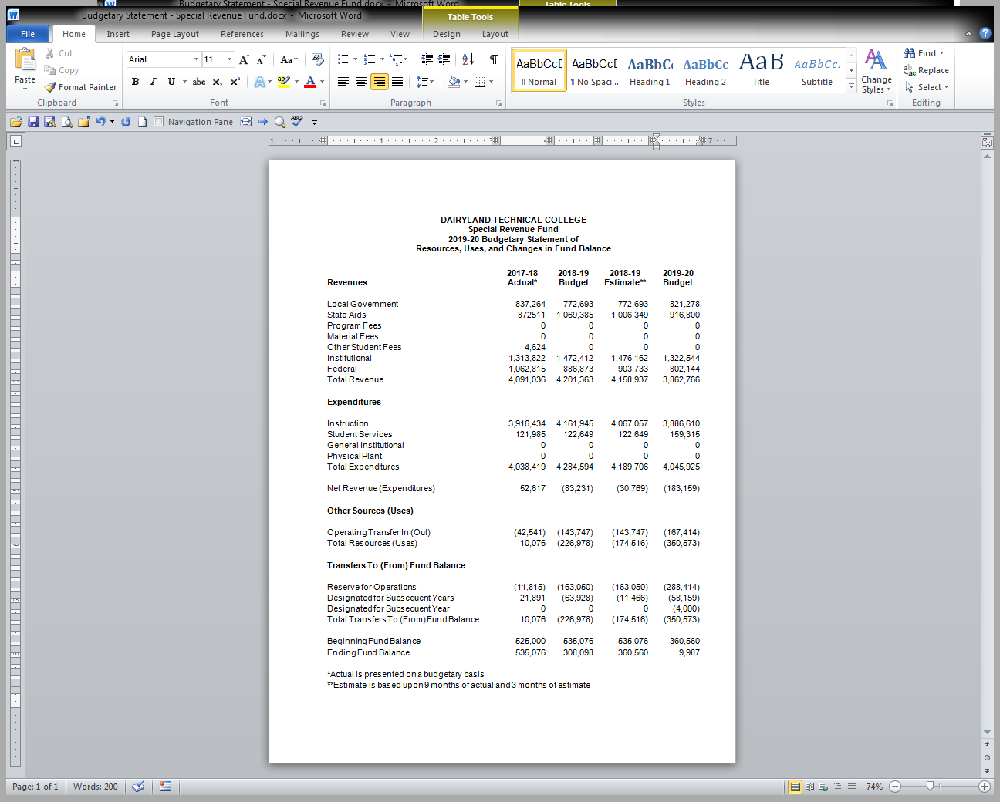 Budgetary Statement - Special Revenue Fund.docx - Microsoft Word
Table Tools
Budgetary Statement - Special Revenue Fund.docx - Microsoft Word
Table Tools
File Home Insert Page Layout References Mailings Review View Design Layout
Paste
Cut
Copy
Format Painter
Clipboard
Arial 11
Font
Paragraph
AaBbCcD AaBbCcD AaBbC AaBbCc AaB AaBbCc.
¶ Normal ¶ No Spaci... Heading 1 Heading 2 Title Subtitle
Change Styles
Styles
Find
Replace
Select
Editing
Navigation Pane
1 1 2 3 7
DAIRYLAND TECHNICAL COLLEGE
Special Revenue Fund
2019-20 Budgetary Statement of
Resources, Uses, and Changes in Fund Balance
2017-18 2018-19 2018-19 2019-20
Revenues Actual* Budget Estimate** Budget
Local Government 837,264 772,693 772,693 821,278
State Aids 872511 1,069,385 1,006,349 916,800
Program Fees 0 0 0 0
Material Fees 0 0 0 0
Other Student Fees 4,624 0 0 0
Institutional 1,313,822 1,472,412 1,476,162 1,322,544
Federal 1,062,815 886,873 903,733 802,144
Total Revenue 4,091,036 4,201,363 4,158,937 3,862,766
Expenditures
Instruction 3,916,434 4,161,945 4,067,057 3,886,610
Student Services 121,985 122,649 122,649 159,315
General Institutional 0 0 0 0
Physical Plant 0 0 0 0
Total Expenditures 4,038,419 4,284,594 4,189,706 4,045,925
Net Revenue (Expenditures) 52,617 (83,231) (30,769) (183,159)
Other Sources (Uses)
Operating Transfer In (Out) (42,541) (143,747) (143,747) (167,414)
Total Resources (Uses) 10,076 (226,978) (174,516) (350,573)
Transfers To (From) Fund Balance
Reserve for Operations (11,815) (163,050) (163,050) (288,414)
Designated for Subsequent Years 21,891 (63,928) (11,466) (58,159)
Designated for Subsequent Year 0 0 0 (4,000)
Total Transfers To (From) Fund Balance 10,076 (226,978) (174,516) (350,573)
Beginning Fund Balance 525,000 535,076 535,076 360,560
Ending Fund Balance 535,076 308,098 360,560 9,987
*Actual is presented on a budgetary basis
**Estimate is based upon 9 months of actual and 3 months of estimate
Page: 1 of 1 Words: 200 74%